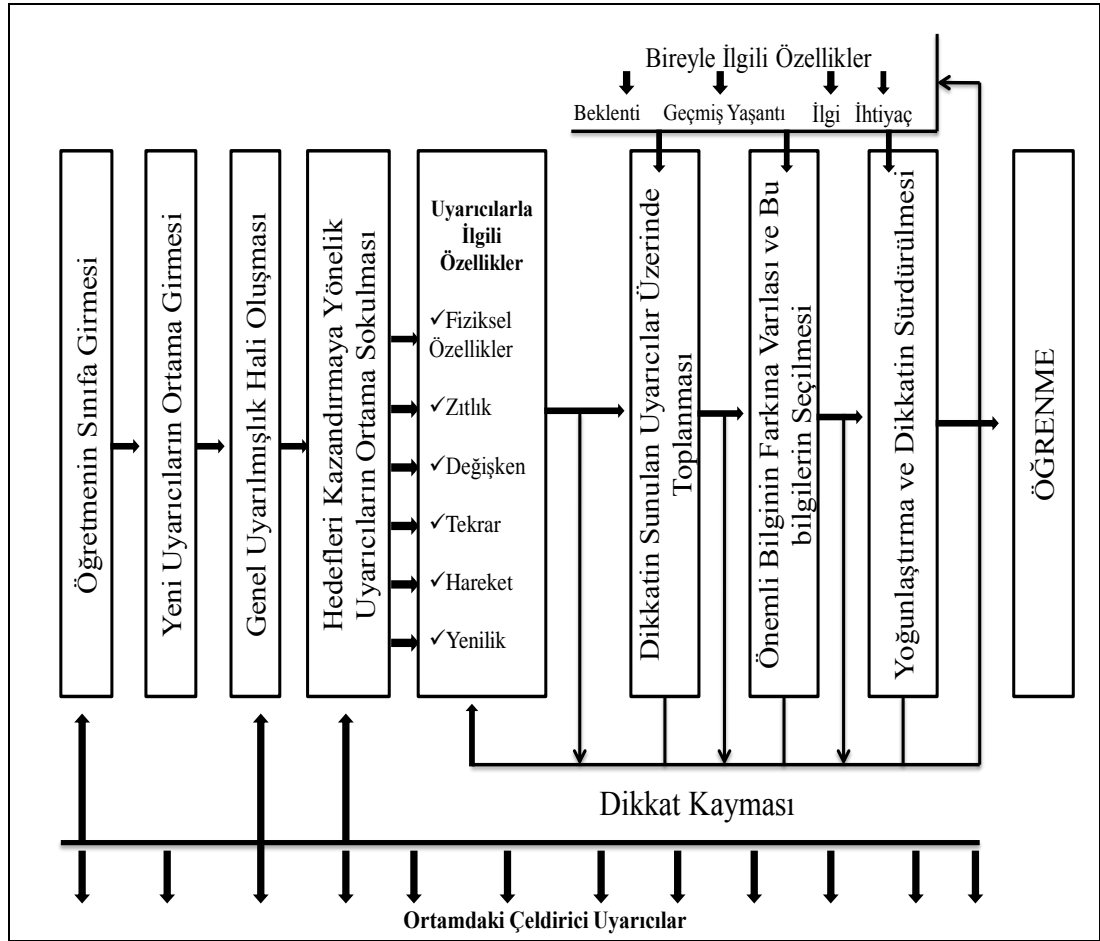 Bireyle İlgili Özellikler
Beklenti
Geçmiş Yaşantı
İlgi
İhtiyaç
Öğretmenin Sınıfa Girmesi
Yeni Uyarıcıların Ortama Girmesi
Genel Uyarılmışlık Hali Oluşması
Hedefleri Kazandırmaya Yönelik
Uyarıcıların Ortama Sokulması
Uyarıcılarla
İlgili
Özellikler
✓Fiziksel
Özellikler
✓Zıtlık
✓Değişken
✓Tekrar
✓Hareket
✓Yenilik
Dikkatin Sunulan Uyarıcılar Üzerinde
Toplanması
Önemli Bilginin Farkına Varılası ve Bu
bilgilerin Seçilmesi
Yoğunlaştırma ve Dikkatin Sürdürülmesi
ÖĞRENME
Dikkat Kayması
Ortamdaki Çeldirici Uyarıcılar